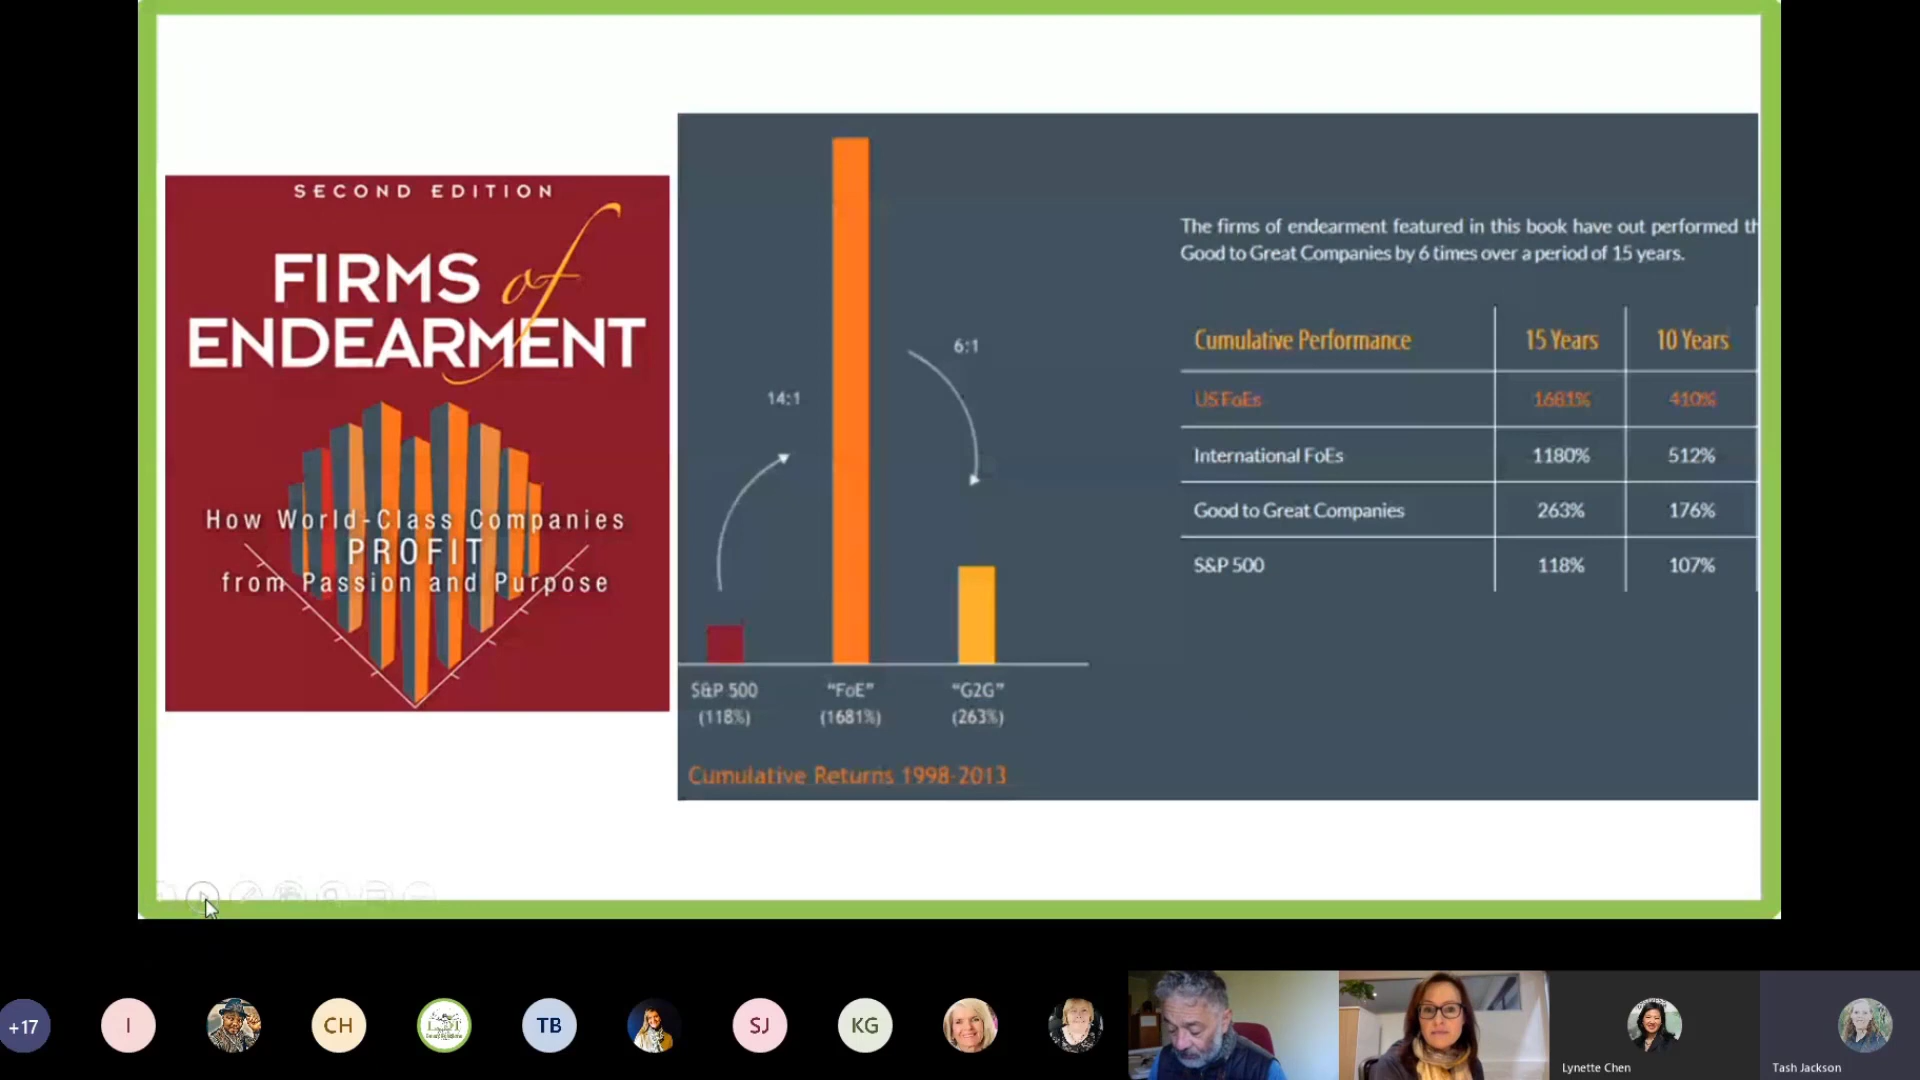 SECOND EDITION
FIRMS of
ENDEARMENT
How World-Class Companies
PROFIT
from Passion and Purpose
14:1
6:1
S&P 500
(118%)
"FoE"
(1681%)
"G2G"
(263%)
Cumulative Returns 1998-2013
The firms of endearment featured in this book have out performed th
Good to Great Companies by 6 times over a period of 15 years.
Cumulative Performance 15 Years 10 Years
US FoEs 1681% 410%
International FoEs 1180% 512%
Good to Great Companies 263% 176%
S&P 500 118% 107%
+17
I
CH
TB
SJ
KG
Lynette Chen
Tash Jackson